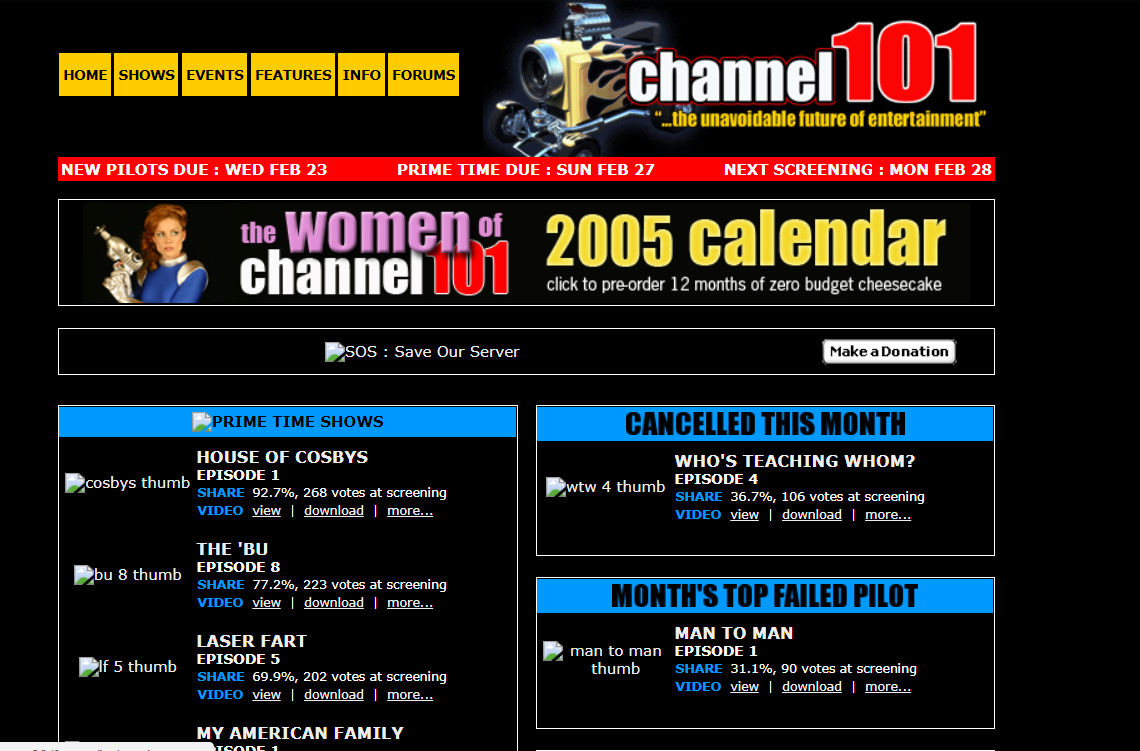 HOME SHOWS EVENTS FEATURES INFO FORUMS
channel 101
"...the unavoidable future of entertainment"
NEW PILOTS DUE : WED FEB 23 PRIME TIME DUE : SUN FEB 27 NEXT SCREENING : MON FEB 28
the women of
channel 101
2005 calendar
click to pre-order 12 months of zero budget cheesecake
SOS : Save Our Server
Make a Donation
PRIME TIME SHOWS
cosbys thumb
HOUSE OF COSBYS
EPISODE 1
SHARE 92.7%, 268 votes at screening
VIDEO view | download | more...
bu 8 thumb
THE 'BU
EPISODE 8
SHARE 77.2%, 223 votes at screening
VIDEO view | download | more...
lf 5 thumb
LASER FART
EPISODE 5
SHARE 69.9%, 202 votes at screening
VIDEO view | download | more...
MY AMERICAN FAMILY
EPISODE 1
CANCELLED THIS MONTH
wtw 4 thumb
WHO'S TEACHING WHOM?
EPISODE 4
SHARE 36.7%, 106 votes at screening
VIDEO view | download | more...
MONTH'S TOP FAILED PILOT
man to man
thumb
MAN TO MAN
EPISODE 1
SHARE 31.1%, 90 votes at screening
VIDEO view | download | more...